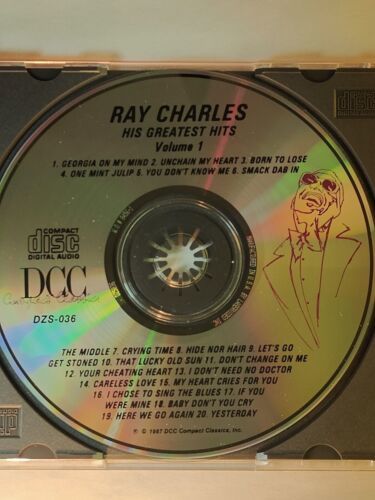 RAY CHARLES
HIS GREATEST HITS
Volume 1
1. GEORGIA ON MY MIND 2. UNCHAIN MY HEART 3. BORN TO LOSE
4. ONE MINT JULIP 5. YOU DON'T KNOW ME 6. SMACK DAB IN
COMPACT
disc
DIGITAL AUDIO
DCC
Compact Classics
DZS-036
THE MIDDLE 7. CRYING TIME 8. HIDE NOR HAIR 9. LET'S GO
GET STONED 10. THAT LUCKY OLD SUN 11. DON'T CHANGE ON ME
12. YOUR CHEATING HEART 13. I DON'T NEED NO DOCTOR
14. CARELESS LOVE 15. MY HEART CRIES FOR YOU
16. I CHOSE TO SING THE BLUES 17. IF YOU
WERE MINE 18. BABY DON'T YOU CRY
19. HERE WE GO AGAIN 20. YESTERDAY
℗ © 1987 DCC Compact Classics, Inc.